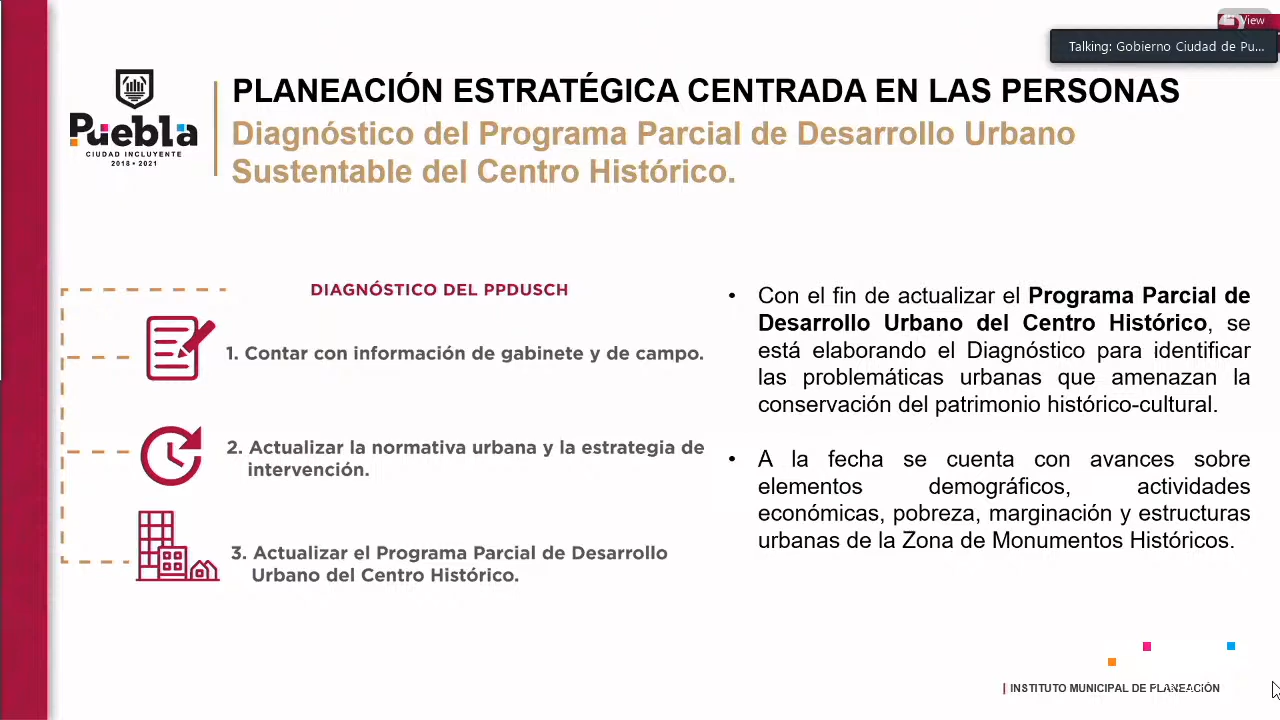 View
Talking: Gobierno Ciudad de Pu...
Puebla
CIUDAD INCLUYENTE
2018 • 2021
PLANEACIÓN ESTRATÉGICA CENTRADA EN LAS PERSONAS
Diagnóstico del Programa Parcial de Desarrollo Urbano
Sustentable del Centro Histórico.
DIAGNÓSTICO DEL PPDUSCH
1. Contar con información de gabinete y de campo.
2. Actualizar la normativa urbana y la estrategia de
intervención.
3. Actualizar el Programa Parcial de Desarrollo
Urbano del Centro Histórico.
• Con el fin de actualizar el Programa Parcial de
Desarrollo Urbano del Centro Histórico, se
está elaborando el Diagnóstico para identificar
las problemáticas urbanas que amenazan la
conservación del patrimonio histórico-cultural.
• A la fecha se cuenta con avances sobre
elementos demográficos, actividades
económicas, pobreza, marginación y estructuras
urbanas de la Zona de Monumentos Históricos.
| INSTITUTO MUNICIPAL DE PLANEACIÓN